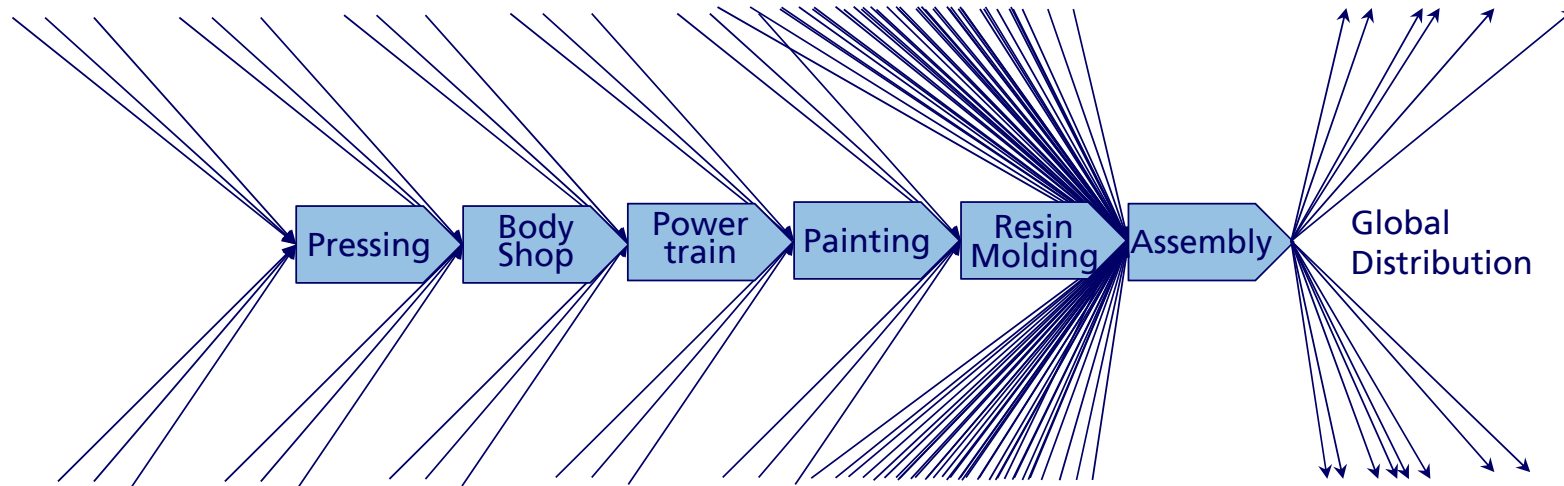 Pressing
Body
Shop
Power
train
Painting
Resin
Molding
Assembly
Global
Distribution